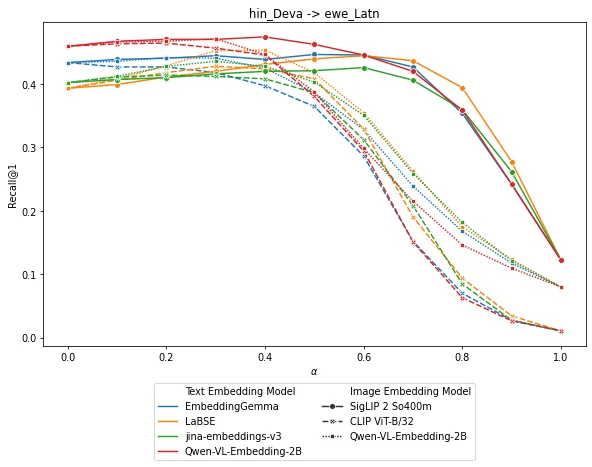 hin_Deva -> ewe_Latn
Recall@1
0.4
0.3
0.2
0.1
0.0
0.0 0.2 0.4 0.6 0.8 1.0
α
Text Embedding Model
EmbeddingGemma
LaBSE
jina-embeddings-v3
Qwen-VL-Embedding-2B
Image Embedding Model
SigLIP 2 So400m
CLIP ViT-B/32
Qwen-VL-Embedding-2B